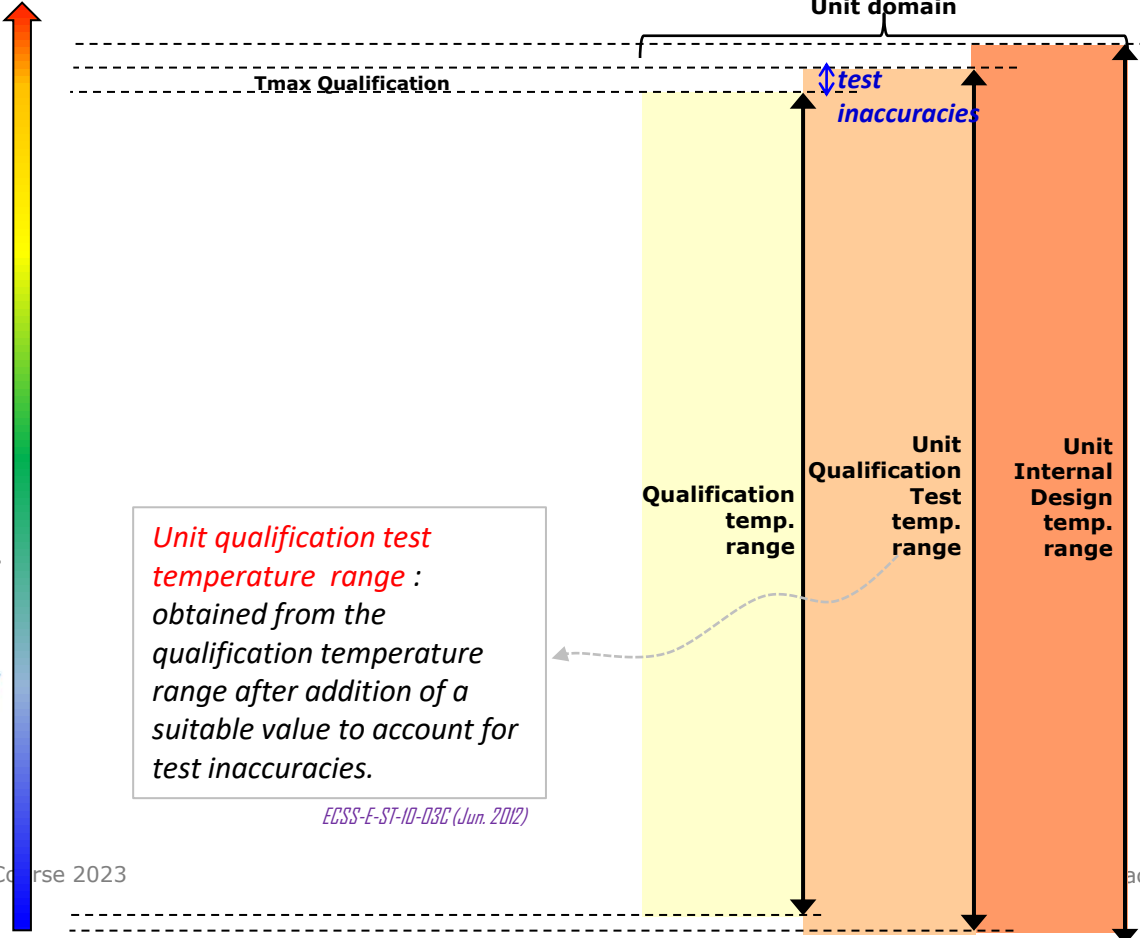 Unit domain
Tmax Qualification
test
inaccuracies
Unit
Qualification
Test
temp.
range
Unit
Internal
Design
temp.
range
Qualification
temp.
range
Unit qualification test
temperature range :
obtained from the
qualification temperature
range after addition of a
suitable value to account for
test inaccuracies.
ECSS-E-ST-10-03C (Jun. 2012)
2023